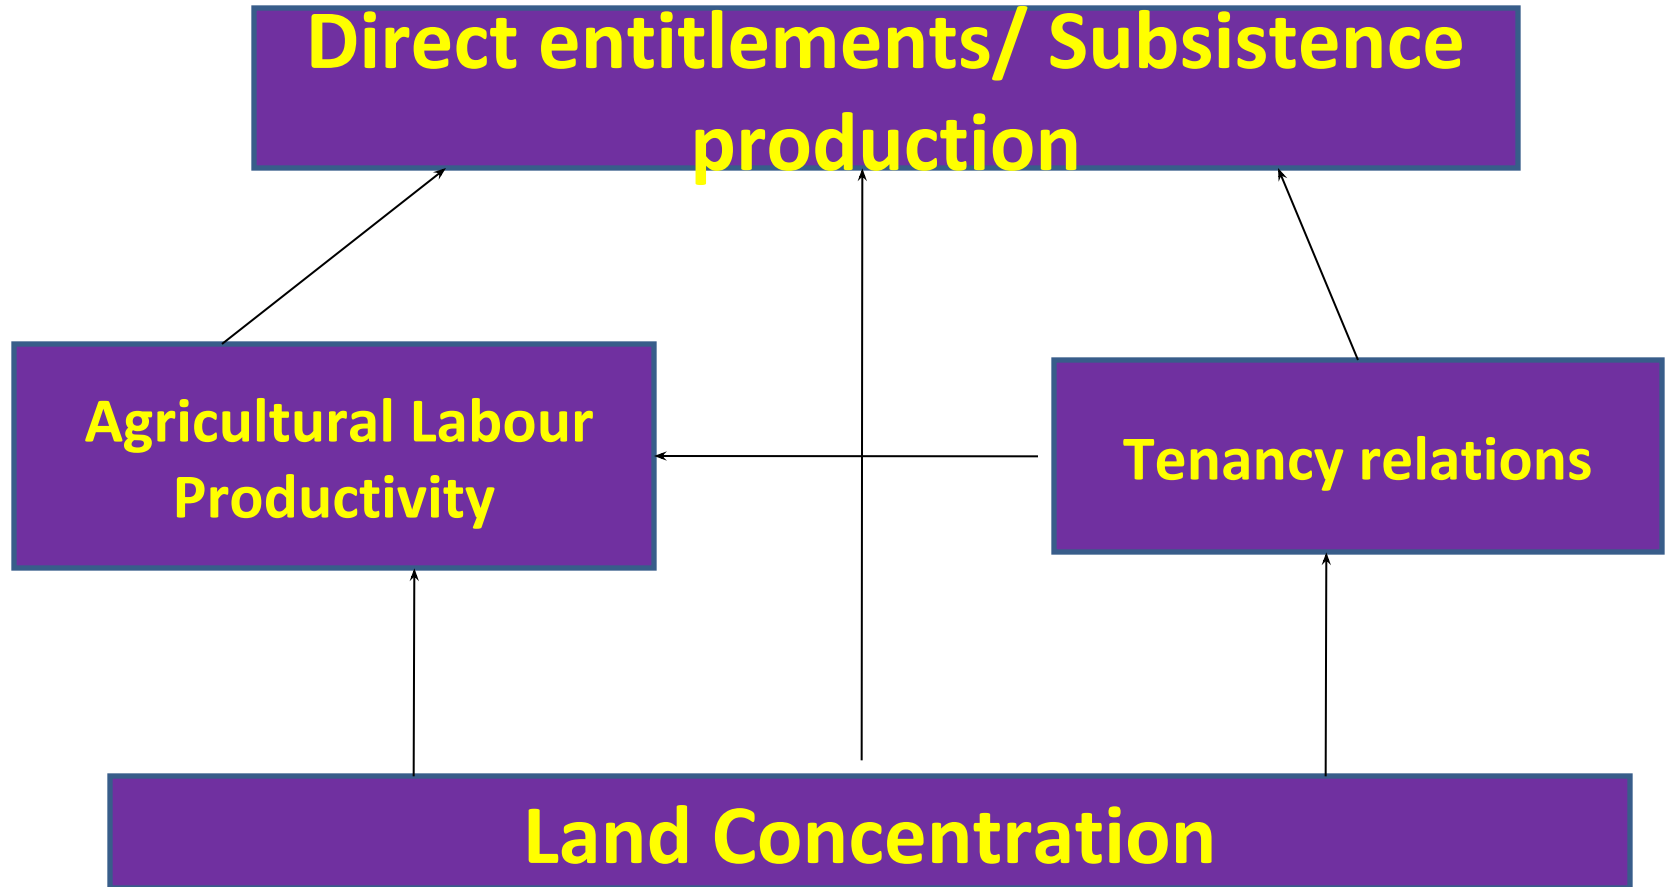 Direct entitlements/ Subsistence
production
Agricultural Labour
Productivity
Tenancy relations
Land Concentration